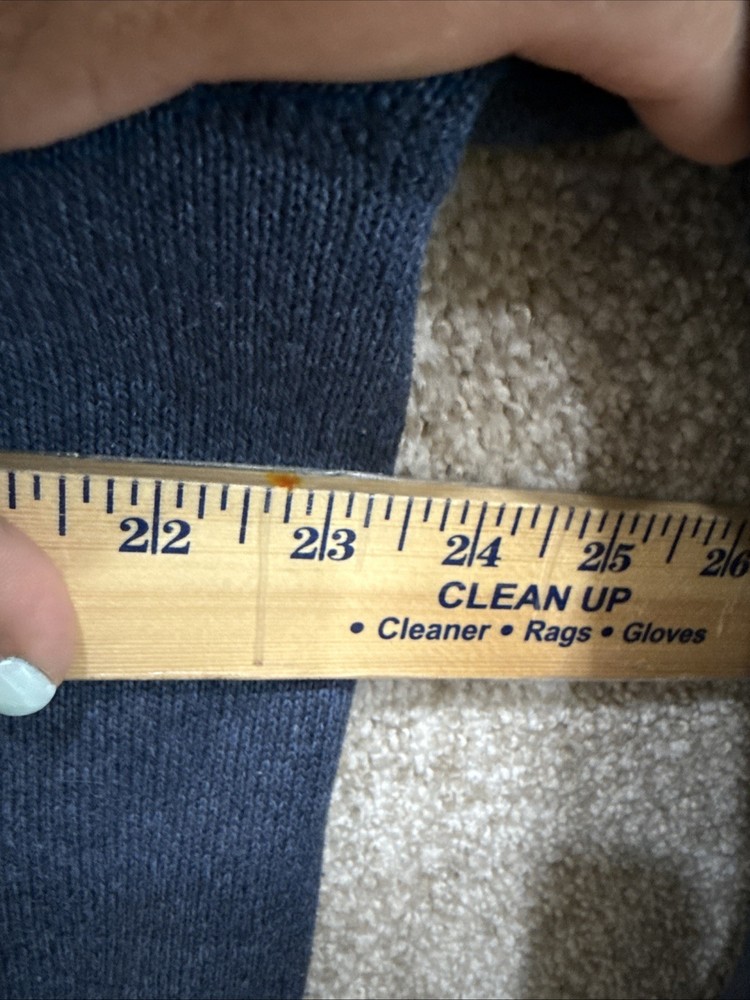 22 23 24 25 26
CLEAN UP
• Cleaner • Rags • Gloves